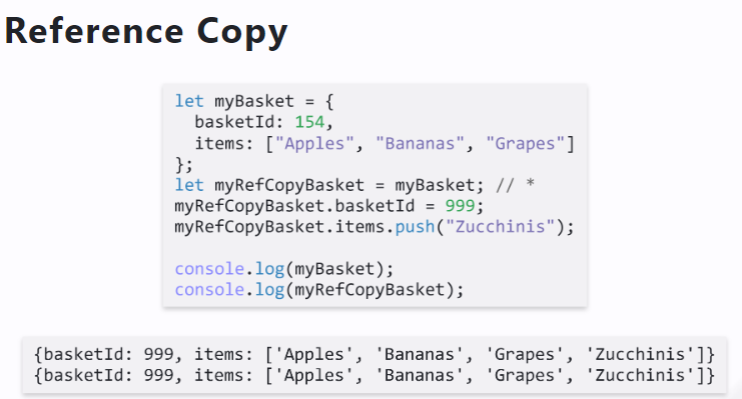 Reference Copy
let myBasket = {
  basketId: 154,
  items: ["Apples", "Bananas", "Grapes"]
};
let myRefCopyBasket = myBasket; // *
myRefCopyBasket.basketId = 999;
myRefCopyBasket.items.push("Zucchinis");

console.log(myBasket);
console.log(myRefCopyBasket);
{basketId: 999, items: ['Apples', 'Bananas', 'Grapes', 'Zucchinis']}
{basketId: 999, items: ['Apples', 'Bananas', 'Grapes', 'Zucchinis']}